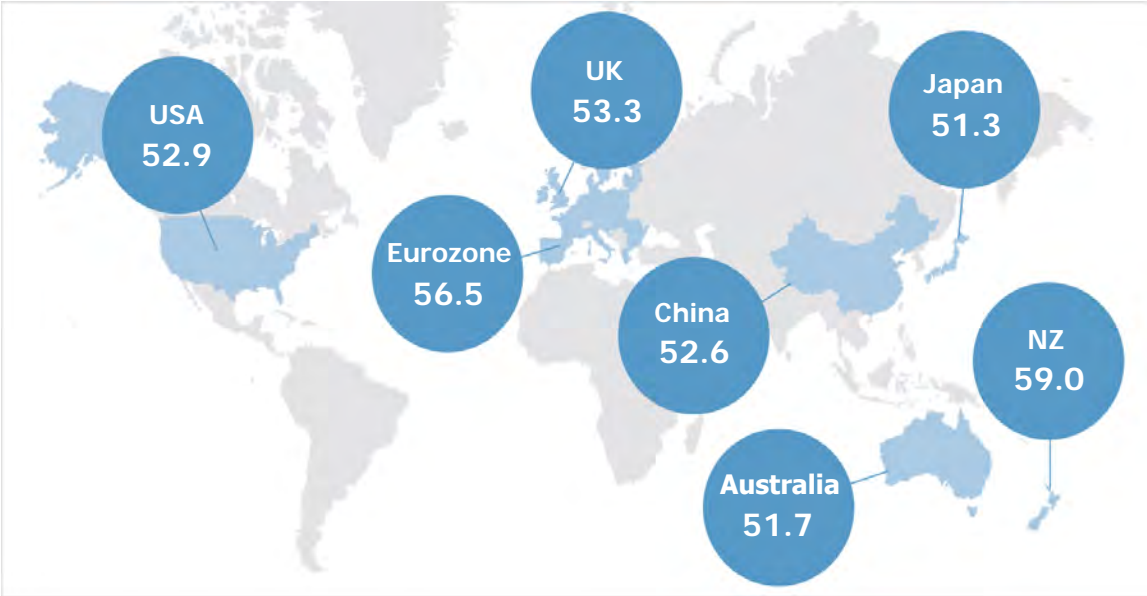 USA
52.9
UK
53.3
Japan
51.3
Eurozone
56.5
China
52.6
NZ
59.0
Australia
51.7